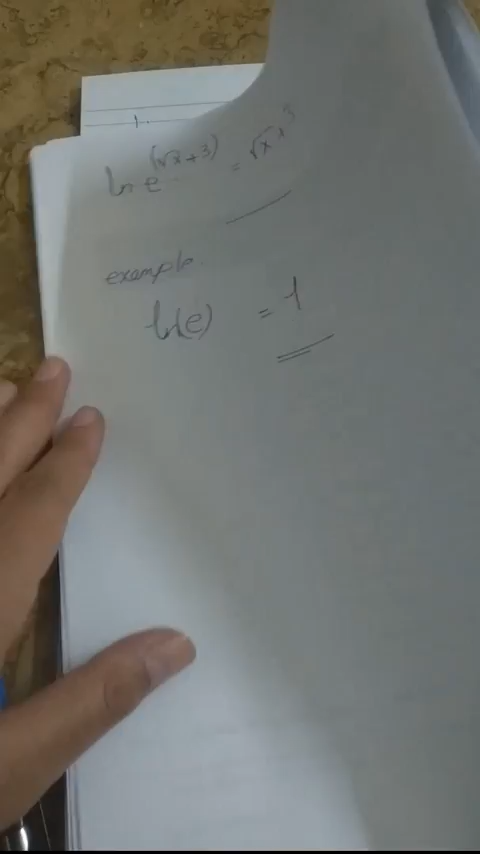 ln e^(√x+3) = √x+3
example
ln(e) = 1